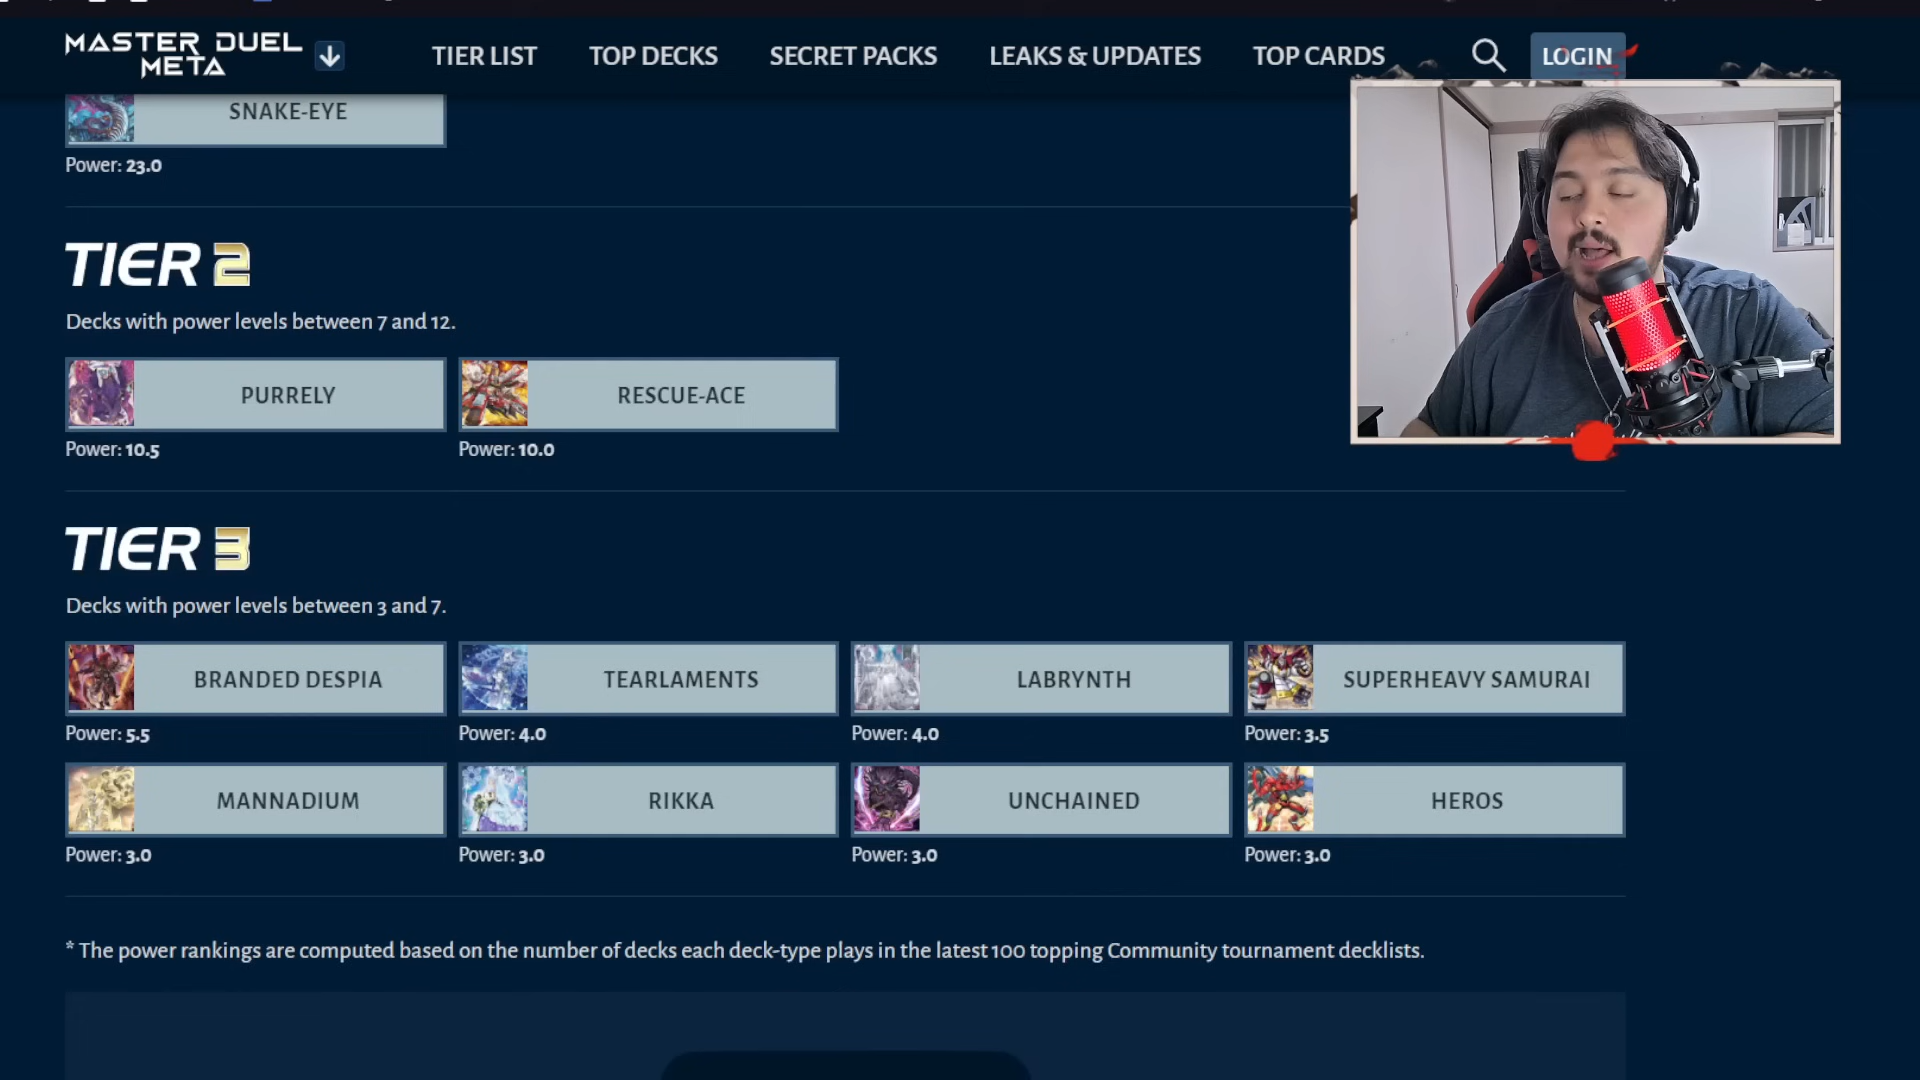 MASTER DUEL
META
TIER LIST
TOP DECKS
SECRET PACKS
LEAKS & UPDATES
TOP CARDS
LOGIN
SNAKE-EYE
Power: 23.0
TIER 2
Decks with power levels between 7 and 12.
PURRELY
RESCUE-ACE
Power: 10.5
Power: 10.0
TIER 3
Decks with power levels between 3 and 7.
BRANDED DESPIA
TEARLAMENTS
LABRYNTH
SUPERHEAVY SAMURAI
Power: 5.5
Power: 4.0
Power: 4.0
Power: 3.5
MANNADIUM
RIKKA
UNCHAINED
HEROS
Power: 3.0
Power: 3.0
Power: 3.0
Power: 3.0
* The power rankings are computed based on the number of decks each deck-type plays in the latest 100 topping Community tournament decklists.